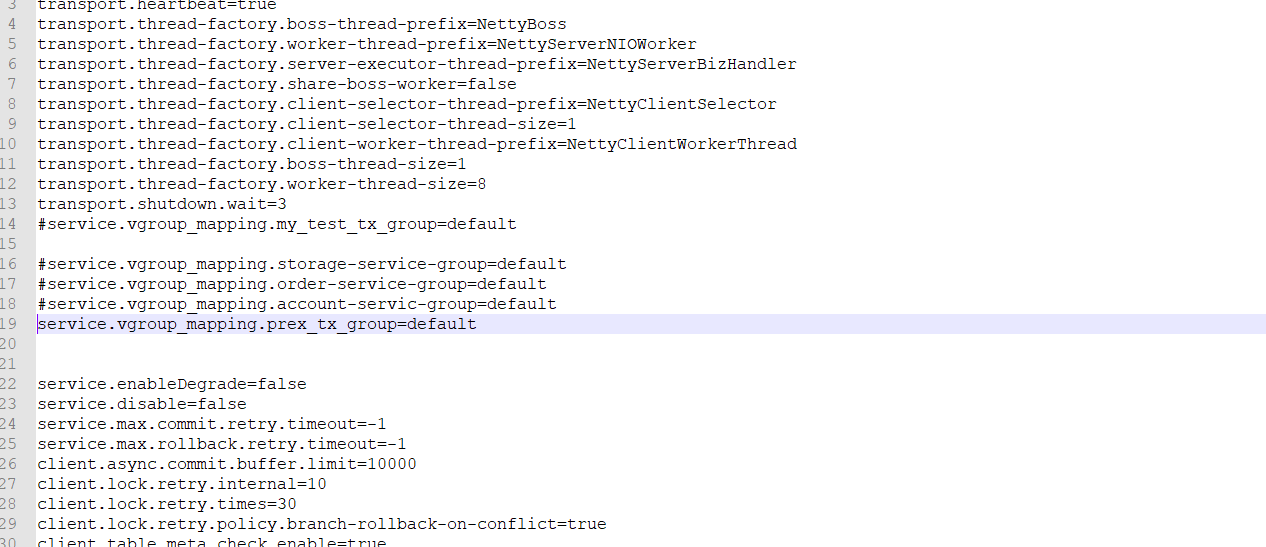 3 transport.heartbeat=true
4 transport.thread-factory.boss-thread-prefix=NettyBoss
5 transport.thread-factory.worker-thread-prefix=NettyServerNIOWorker
6 transport.thread-factory.server-executor-thread-prefix=NettyServerBizHandler
7 transport.thread-factory.share-boss-worker=false
8 transport.thread-factory.client-selector-thread-prefix=NettyClientSelector
9 transport.thread-factory.client-selector-thread-size=1
10 transport.thread-factory.client-worker-thread-prefix=NettyClientWorkerThread
11 transport.thread-factory.boss-thread-size=1
12 transport.thread-factory.worker-thread-size=8
13 transport.shutdown.wait=3
14 #service.vgroup_mapping.my_test_tx_group=default
15
16 #service.vgroup_mapping.storage-service-group=default
17 #service.vgroup_mapping.order-service-group=default
18 #service.vgroup_mapping.account-servic-group=default
19 service.vgroup_mapping.prex_tx_group=default
20
21
22 service.enableDegrade=false
23 service.disable=false
24 service.max.commit.retry.timeout=-1
25 service.max.rollback.retry.timeout=-1
26 client.async.commit.buffer.limit=10000
27 client.lock.retry.internal=10
28 client.lock.retry.times=30
29 client.lock.retry.policy.branch-rollback-on-conflict=true
30 client.table.meta.check.enable=true